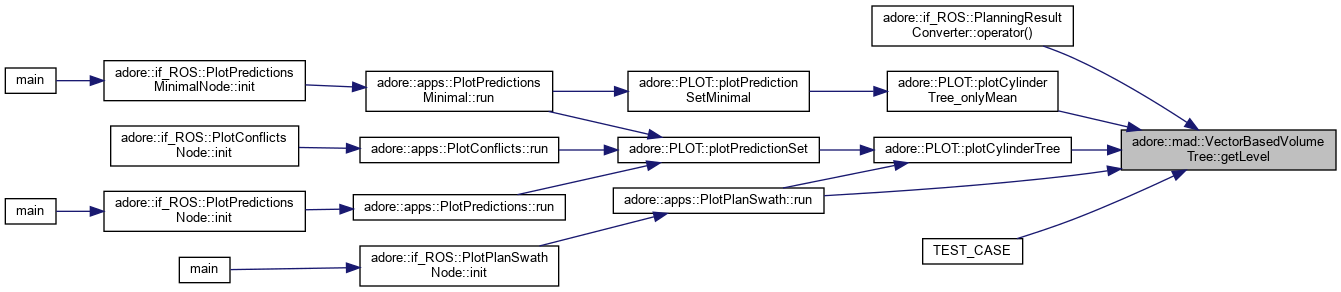 adore::if_ROS::PlanningResult
Converter::operator()
main
adore::if_ROS::PlotPredictions
MinimalNode::init
adore::apps::PlotPredictions
Minimal::run
adore::PLOT::plotPrediction
SetMinimal
adore::PLOT::plotCylinder
Tree_onlyMean
adore::if_ROS::PlotConflicts
Node::init
adore::apps::PlotConflicts::run
adore::PLOT::plotPredictionSet
adore::PLOT::plotCylinderTree
adore::mad::VectorBasedVolume
Tree::getLevel
main
adore::if_ROS::PlotPredictions
Node::init
adore::apps::PlotPredictions::run
adore::apps::PlotPlanSwath::run
main
adore::if_ROS::PlotPlanSwath
Node::init
TEST_CASE